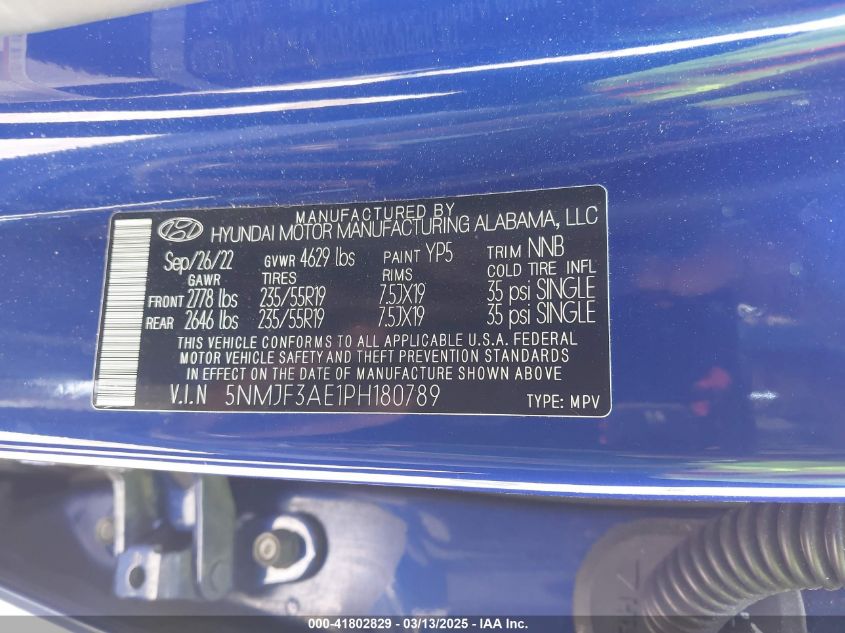 MANUFACTURED BY
HYUNDAI MOTOR MANUFACTURING ALABAMA, LLC
Sep/26/22 GVWR 4629 lbs PAINT YP5 TRIM NNB
GAWR TIRES RIMS COLD TIRE INFL
FRONT 2778 lbs 235/55R19 7.5JX19 35 psi SINGLE
REAR 2646 lbs 235/55R19 7.5JX19 35 psi SINGLE
THIS VEHICLE CONFORMS TO ALL APPLICABLE U.S.A. FEDERAL
MOTOR VEHICLE SAFETY AND THEFT PREVENTION STANDARDS
IN EFFECT ON THE DATE OF MANUFACTURE SHOWN ABOVE
V.I.N 5NMJF3AE1PH180789 TYPE: MPV
000-41802829 - 03/13/2025 - IAA Inc.